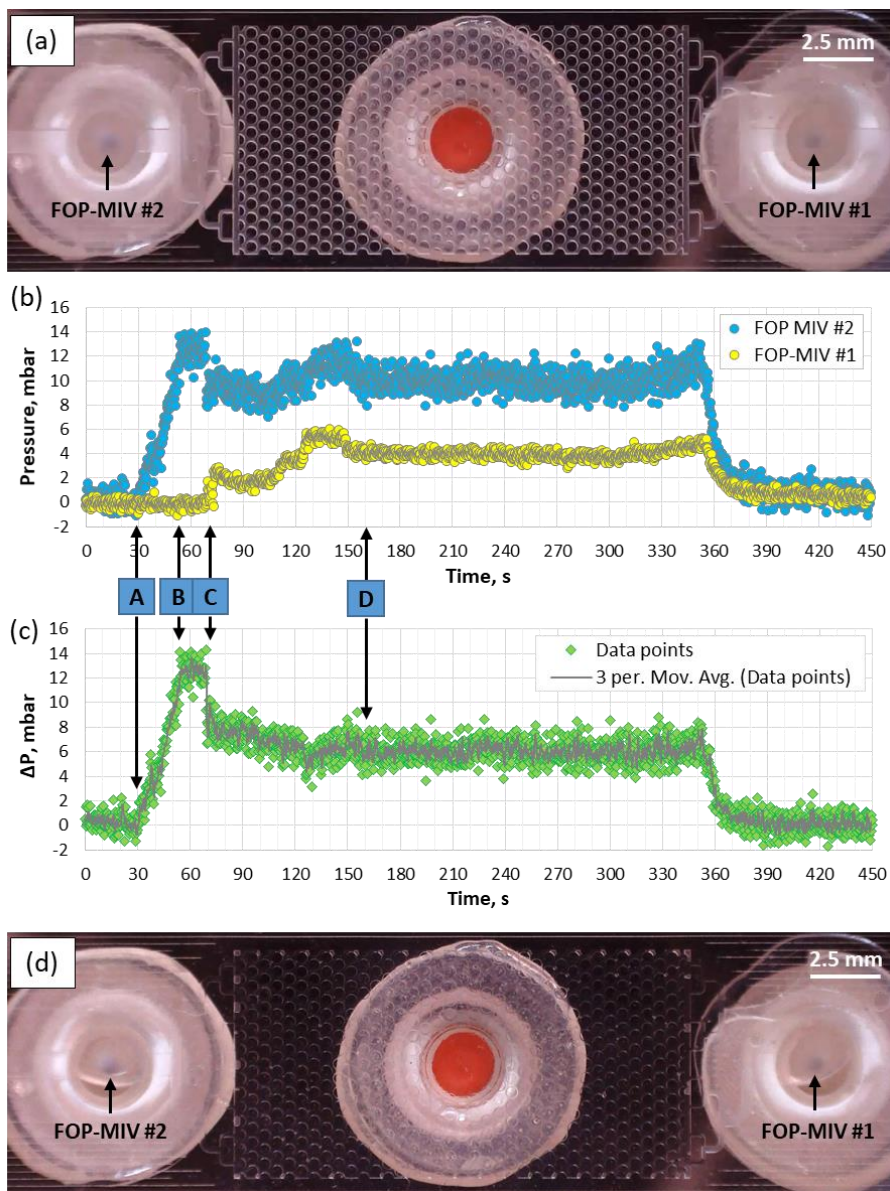 (a)
2.5 mm
FOP-MIV #2
FOP-MIV #1
(b)
16
14
12
10
8
6
4
2
0
-2
Pressure, mbar
FOP MIV #2
FOP-MIV #1
0 30 60 90 120 150 180 210 240 270 300 330 360 390 420 450
Time, s
A B C D
(c)
16
14
12
10
8
6
4
2
0
-2
ΔP, mbar
Data points
3 per. Mov. Avg. (Data points)
0 30 60 90 120 150 180 210 240 270 300 330 360 390 420 450
Time, s
(d)
2.5 mm
FOP-MIV #2
FOP-MIV #1